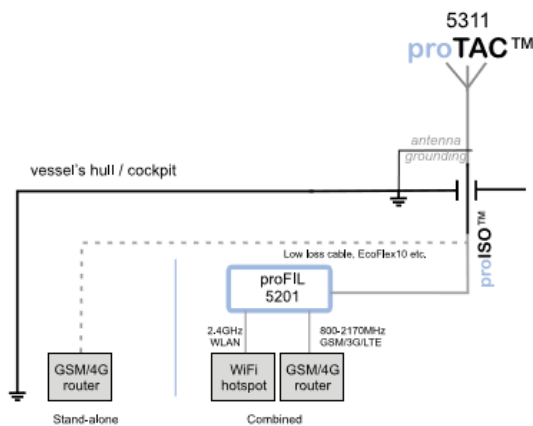 5311
proTAC™
antenna
grounding
vessel's hull / cockpit
proISO™
Low loss cable, EcoFlex10 etc.
proFIL
5201
2.4GHz
WLAN
800-2170MHz
GSM/3G/LTE
GSM/4G
router
WiFi
hotspot
GSM/4G
router
Stand-alone
Combined